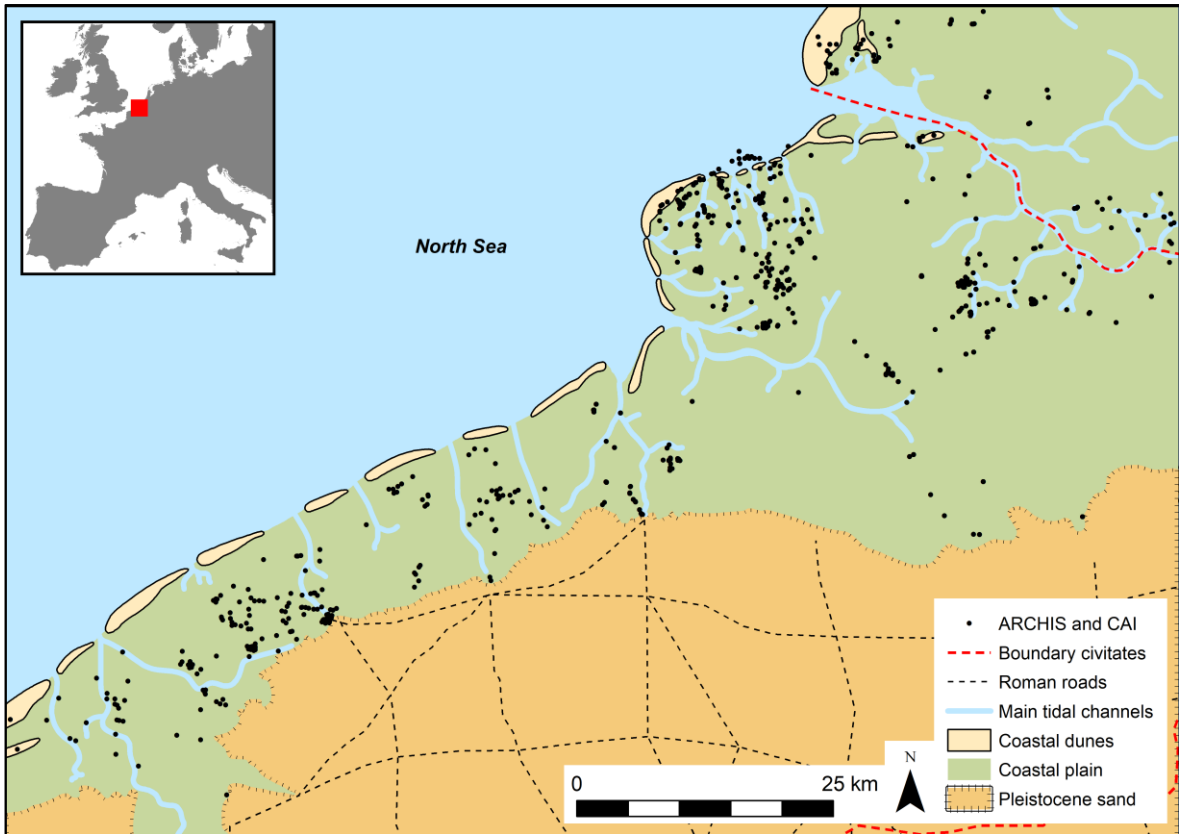 North Sea
ARCHIS and CAI
Boundary civitates
Roman roads
Main tidal channels
Coastal dunes
Coastal plain
Pleistocene sand
N
0 25 km